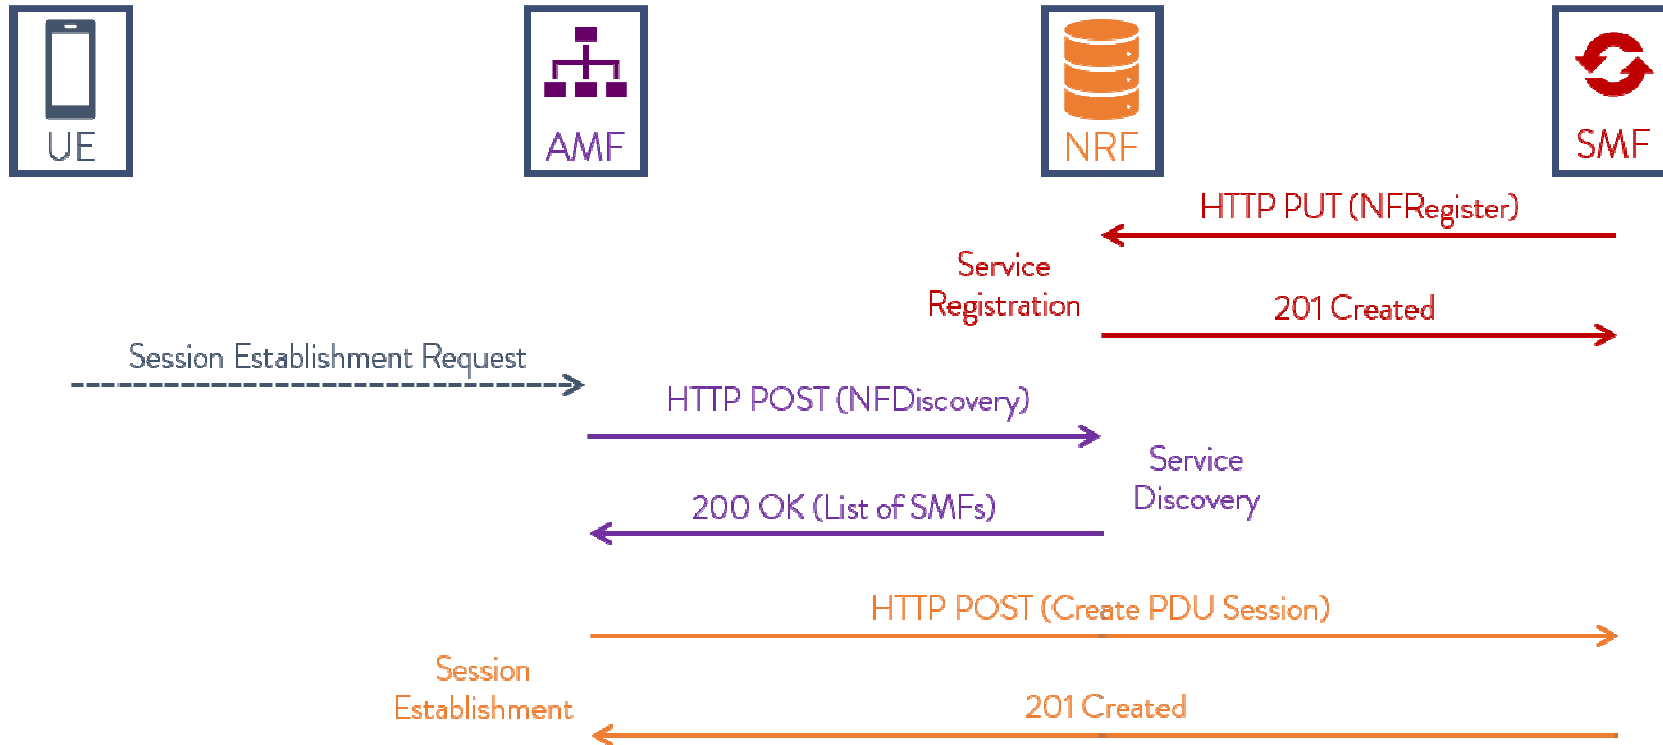 UE
AMF
NRF
SMF
HTTP PUT (NFRegister)
Service
Registration
201 Created
Session Establishment Request
HTTP POST (NFDiscovery)
Service
Discovery
200 OK (List of SMFs)
HTTP POST (Create PDU Session)
Session
Establishment
201 Created